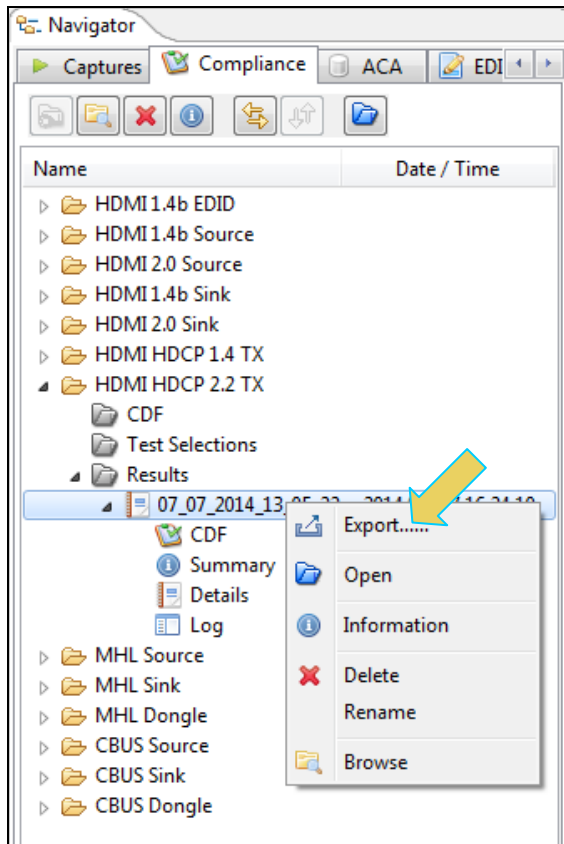 Navigator
Captures Compliance ACA EDI
Name Date / Time
HDMI 1.4b EDID
HDMI 1.4b Source
HDMI 2.0 Source
HDMI 1.4b Sink
HDMI 2.0 Sink
HDMI HDCP 1.4 TX
HDMI HDCP 2.2 TX
CDF
Test Selections
Results
07_07_2014_13_05_22 2014
Export......
CDF
Open
Summary
Details
Information
Log
MHL Source
Delete
MHL Sink
Rename
MHL Dongle
CBUS Source
Browse
CBUS Sink
CBUS Dongle